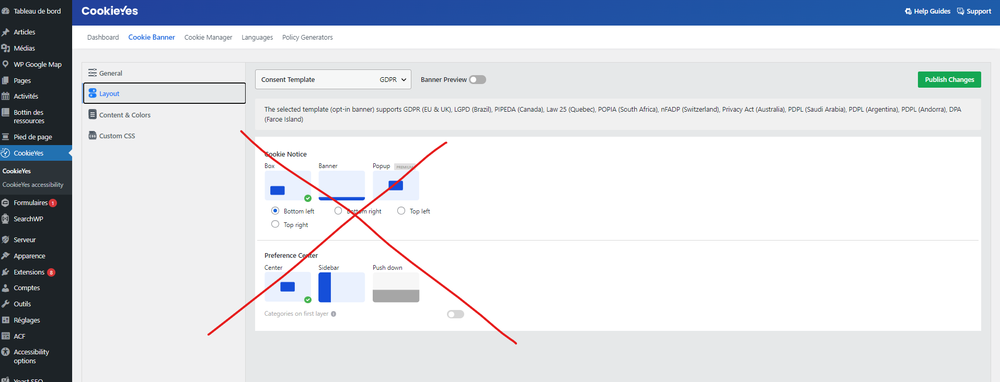 Tableau de bord
Articles
Médias
WP Google Map
Pages
Activités
Bottin des
ressources
Pied de page
CookieYes
CookieYes
CookieYes accessibility
Formulaires 1
SearchWP
Serveur
Apparence
Extensions 8
Comptes
Outils
Réglages
ACF
Accessibility
options
Yoast SEO
CookieYes
Help Guides Support
Dashboard Cookie Banner Cookie Manager Languages Policy Generators
General
Layout
Content & Colors
CSS Custom CSS
Consent Template GDPR Banner Preview Publish Changes
The selected template (opt-in banner) supports GDPR (EU & UK), LGPD (Brazil), PIPEDA (Canada), Law 25 (Quebec), POPIA (South Africa), nFADP (Switzerland), Privacy Act (Australia), PDPL (Saudi Arabia), PDPL (Argentina), PDPL (Andorra), DPA
(Faroe Island)
Cookie Notice
Box Banner Popup PREMIUM
Bottom left Bottom right Top left
Top right
Preference Center
Center Sidebar Push down
Categories on first layer